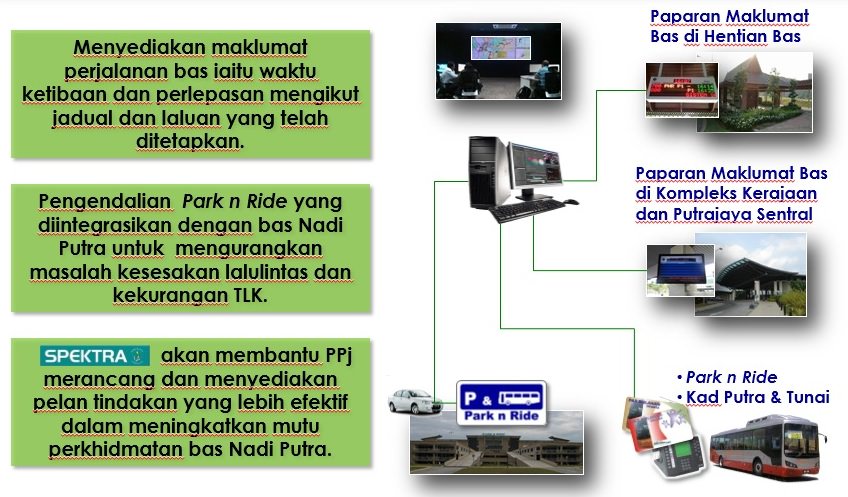 Menyediakan maklumat
perjalanan bas iaitu waktu
ketibaan dan perlepasan mengikut
jadual dan laluan yang telah
ditetapkan.
Pengendalian Park n Ride yang
diintegrasikan dengan bas Nadi
Putra untuk mengurangkan
masalah kesesakan lalulintas dan
kekurangan TLK.
SPEKTRA akan membantu PPj
merancang dan menyediakan
pelan tindakan yang lebih efektif
dalam meningkatkan mutu
perkhidmatan bas Nadi Putra.
Paparan Maklumat
Bas di Hentian Bas
Paparan Maklumat Bas
di Kompleks Kerajaan
dan Putrajaya Sentral
P &
Park n Ride
• Park n Ride
• Kad Putra & Tunai